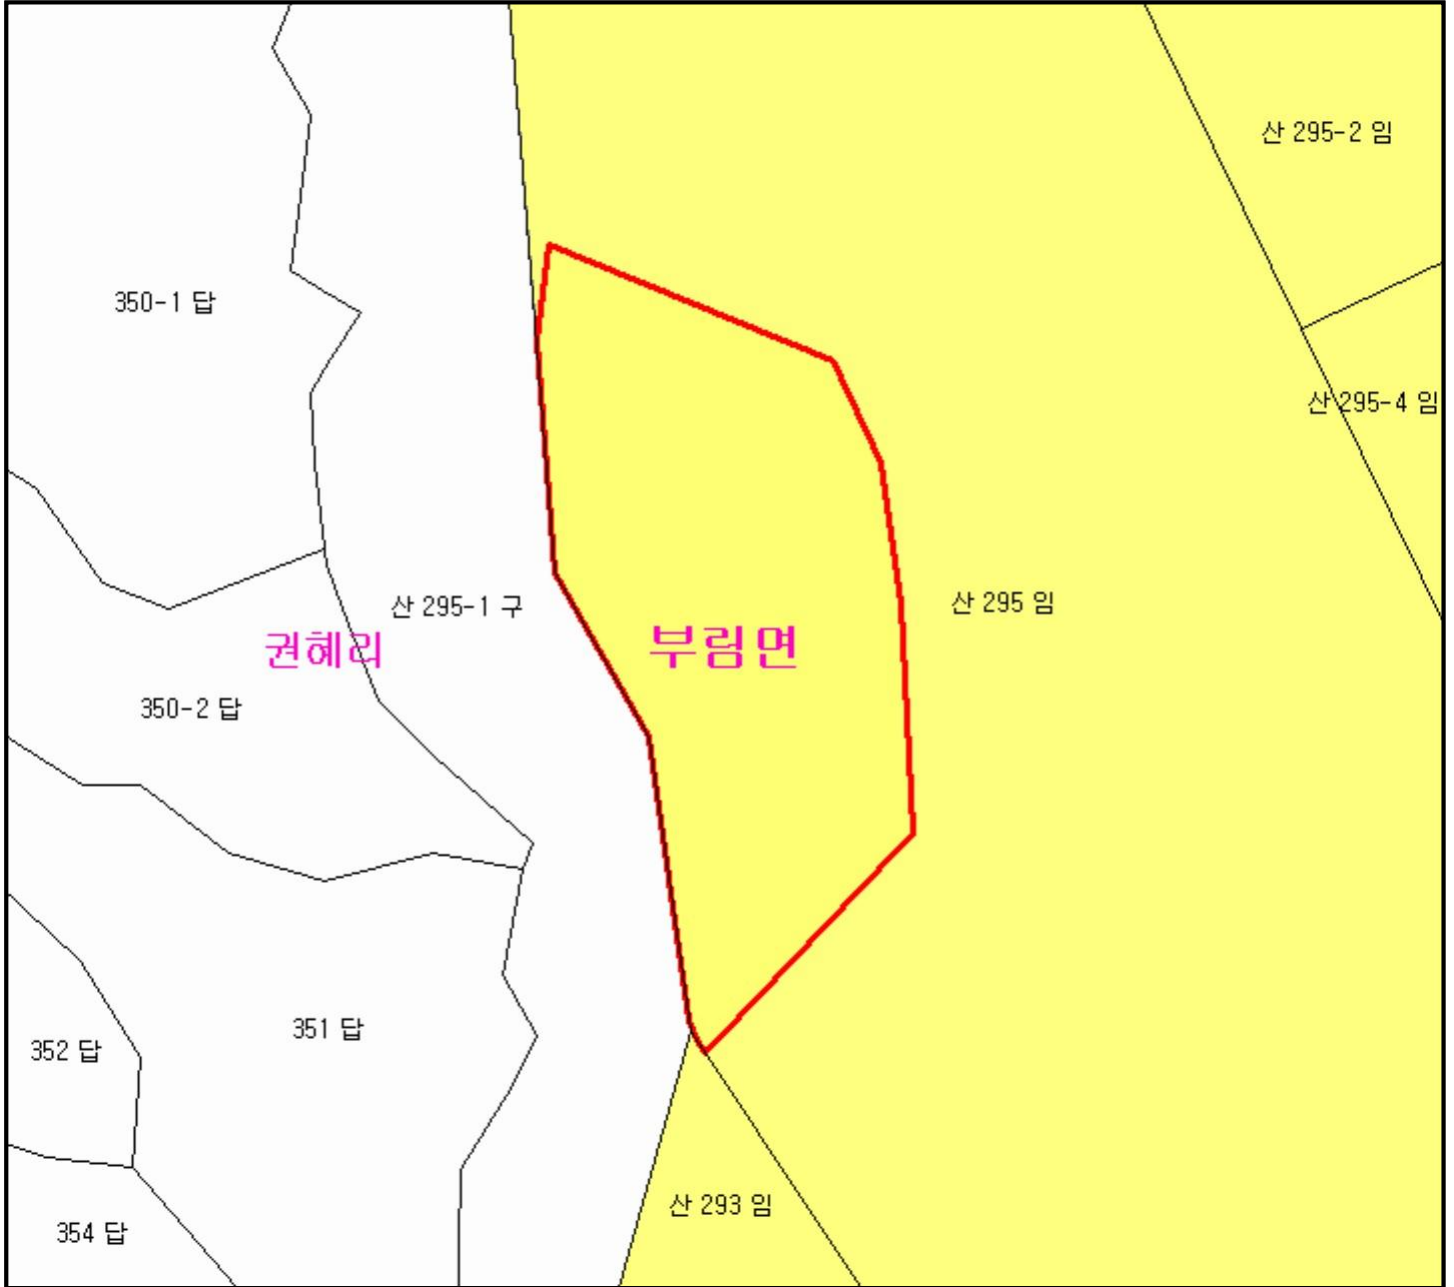 산 295-2 임
350-1 답
산 295-4 임
산 295-1 구
산 295 임
권혜리
부림면
350-2 답
351 답
352 답
산 293 임
354 답